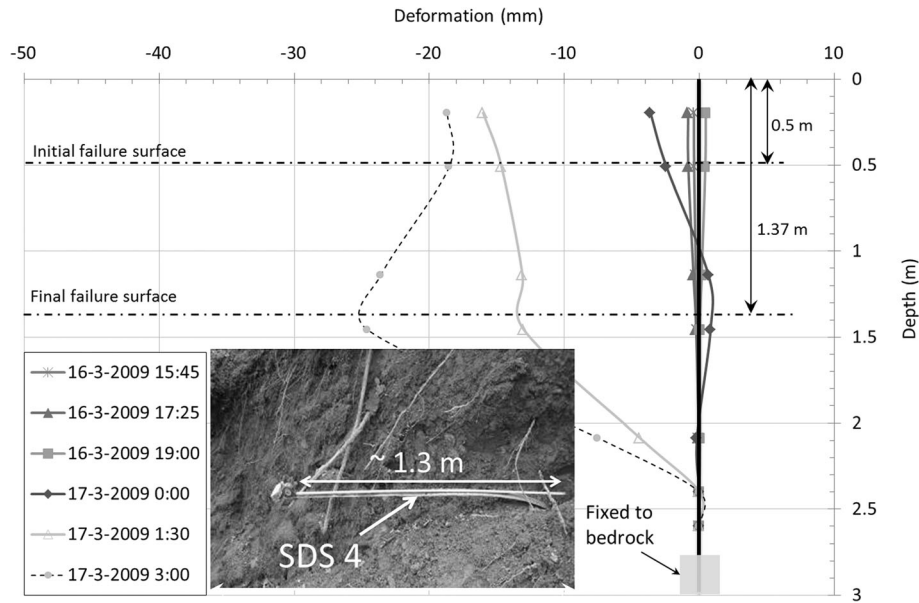 Deformation (mm)
-50 -40 -30 -20 -10 0 10
0
0.5 m
Initial failure surface
0.5
1
1.37 m
Depth (m)
Final failure surface
1.5
16-3-2009 15:45
16-3-2009 17:25
16-3-2009 19:00
17-3-2009 0:00
17-3-2009 1:30
17-3-2009 3:00
~ 1.3 m
SDS 4
2
2.5
Fixed to
bedrock
3